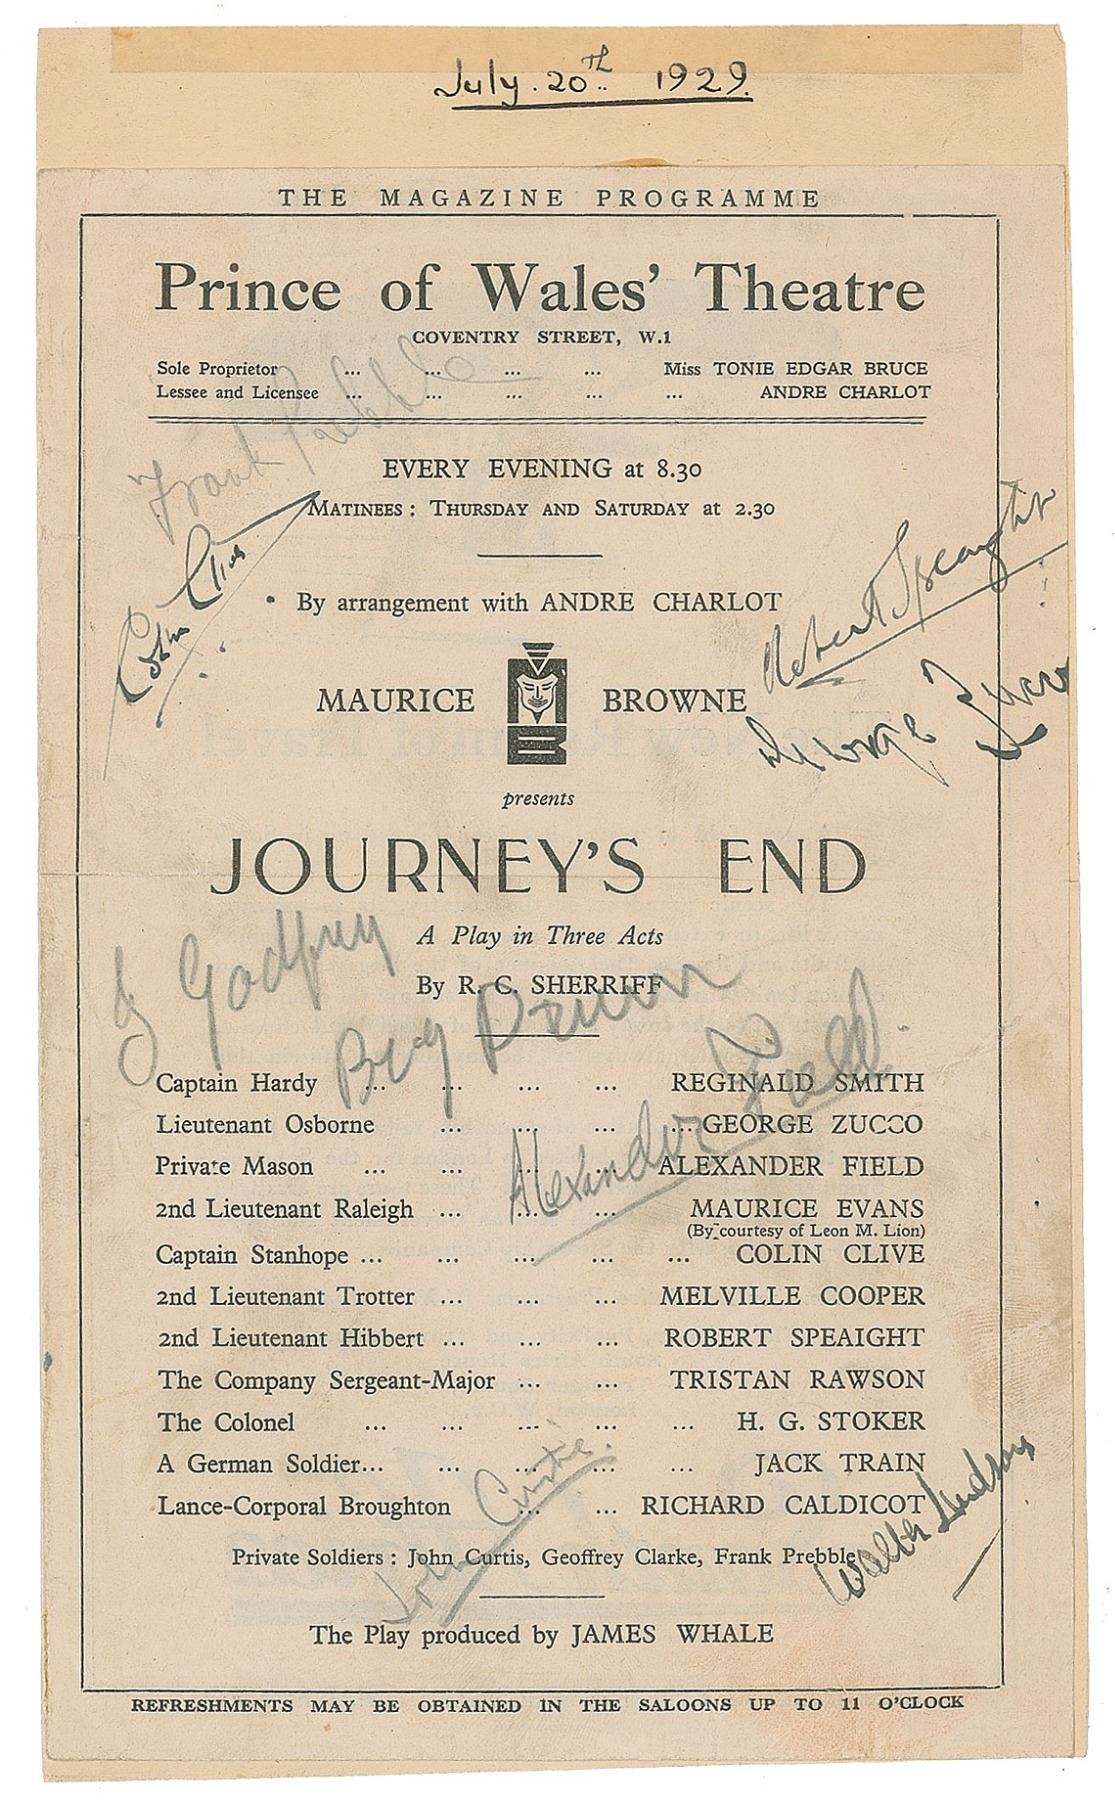 July. 20th 1929.
THE MAGAZINE PROGRAMME
Prince of Wales' Theatre
COVENTRY STREET, W.1
Sole Proprietor ... ... ... ... Miss TONIE EDGAR BRUCE
Lessee and Licensee ... ... ... ... ... ANDRE CHARLOT
Frank Prebble
EVERY EVENING at 8.30
MATINEES : THURSDAY AND SATURDAY at 2.30
Colin Clive
Robert Speaight
By arrangement with ANDRE CHARLOT
MAURICE BROWNE
George Zucco
presents
JOURNEY'S END
A Play in Three Acts
Godfrey
By R. C. SHERRIFF
Alexander Field.
Captain Hardy ... ... ... ... REGINALD SMITH
Lieutenant Osborne ... ... ... GEORGE ZUCCO
Private Mason ... ... ... ... ALEXANDER FIELD
2nd Lieutenant Raleigh ... ... ... MAURICE EVANS
(By courtesy of Leon M. Lion)
Captain Stanhope ... ... ... ... ... COLIN CLIVE
2nd Lieutenant Trotter ... ... ... MELVILLE COOPER
2nd Lieutenant Hibbert ... ... ... ROBERT SPEAIGHT
The Company Sergeant-Major ... ... TRISTAN RAWSON
The Colonel ... ... ... ... ... H. G. STOKER
A German Soldier... ... ... ... ... JACK TRAIN
Lance-Corporal Broughton ... ... RICHARD CALDICOT
Private Soldiers : John Curtis, Geoffrey Clarke, Frank Prebble
John Curtis.
Walter
The Play produced by JAMES WHALE
REFRESHMENTS MAY BE OBTAINED IN THE SALOONS UP TO 11 O'CLOCK